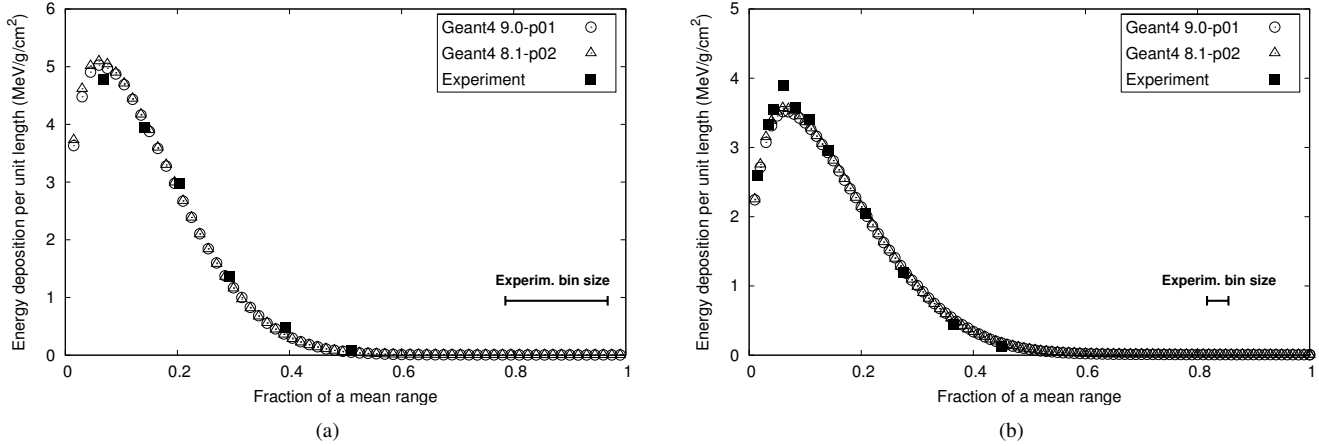 Energy deposition per unit length (MeV/g/cm²)
6
5
4
3
2
1
0
Geant4 9.0-p01
Geant4 8.1-p02
Experiment
Experim. bin size
0
0.2
0.4
0.6
0.8
1
Fraction of a mean range
(a)
Energy deposition per unit length (MeV/g/cm²)
5
4
3
2
1
0
Geant4 9.0-p01
Geant4 8.1-p02
Experiment
Experim. bin size
0
0.2
0.4
0.6
0.8
1
Fraction of a mean range
(b)